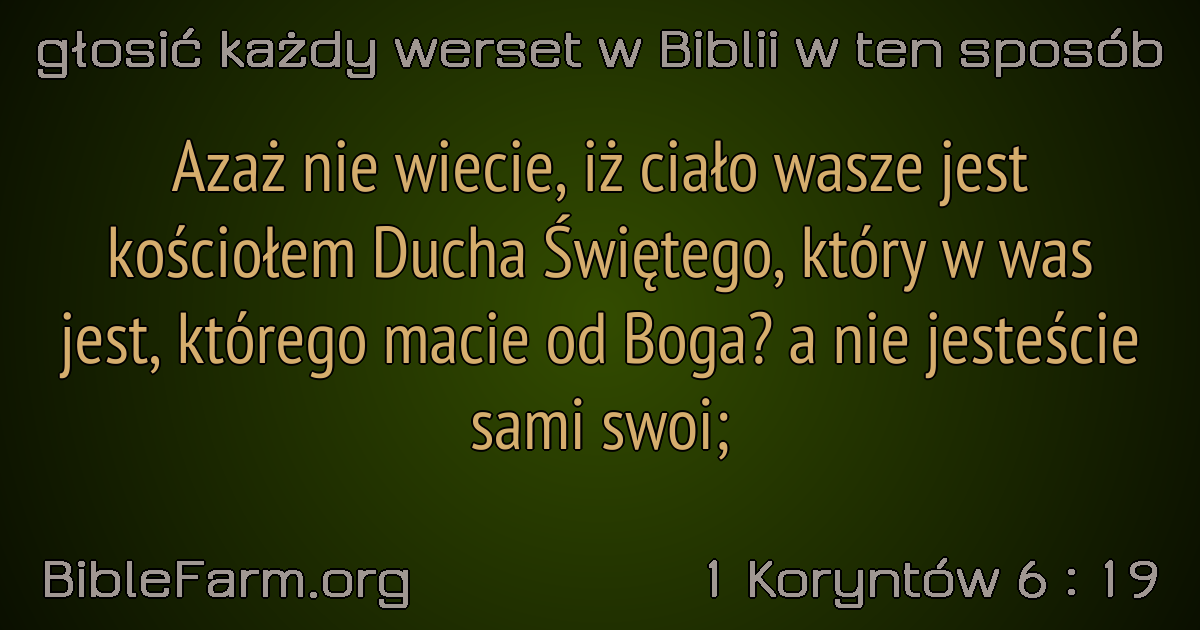 głosić każdy werset w Biblii w ten sposób
Azaż nie wiecie, iż ciało wasze jest
kościołem Ducha Świętego, który w was
jest, którego macie od Boga? a nie jesteście
sami swoi;
BibleFarm.org
1 Koryntów 6 : 19